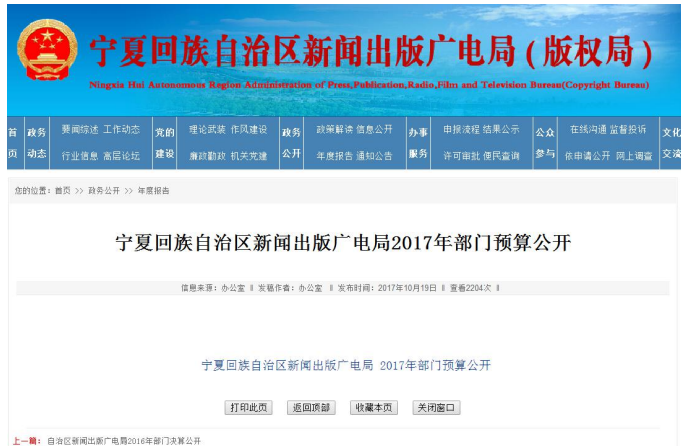 宁夏回族自治区新闻出版广电局(版权局)
Ningxia Hui Autonomous Region Administration of Press,Publication,Radio,Film and Television Bureau(Copyright Bureau)
首页 政务动态 要闻综述 工作动态 行业信息 高层论坛 党的建设 理论武装 作风建设 廉政勤政 机关党建 政务公开 政策解读 信息公开 年度报告 通知公告 办事服务 申报流程 结果公示 许可审批 便民查询 公众参与 在线沟通 监督投诉 依申请公开 网上调查 文化交流
您的位置：首页 >> 政务公开 >> 年度报告
宁夏回族自治区新闻出版广电局2017年部门预算公开
信息来源：办公室 ‖ 发稿作者：办公室 ‖ 发布时间：2017年10月19日 ‖ 查看2204次 ‖
宁夏回族自治区新闻出版广电局 2017年部门预算公开
打印此页 返回顶部 收藏本页 关闭窗口
上一篇：自治区新闻出版广电局2016年部门决算公开